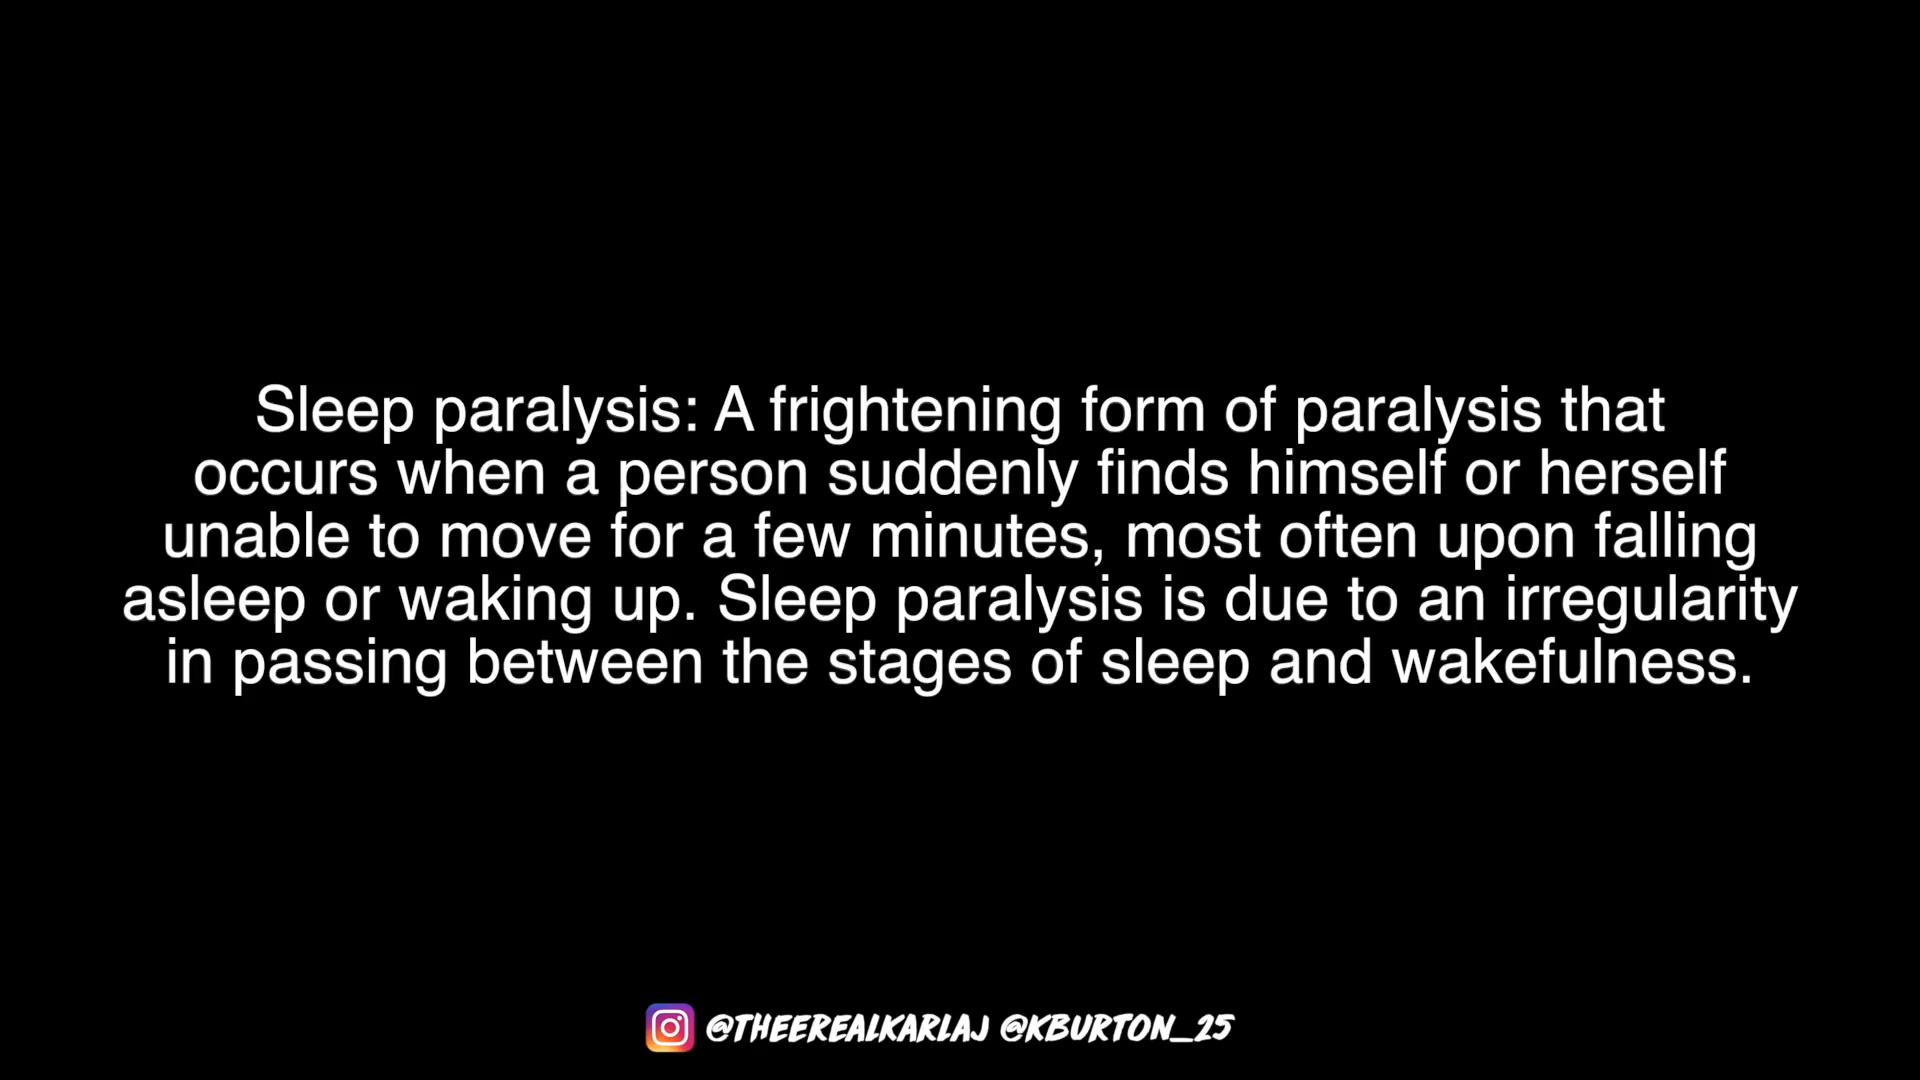 Sleep paralysis: A frightening form of paralysis that
occurs when a person suddenly finds himself or herself
unable to move for a few minutes, most often upon falling
asleep or waking up. Sleep paralysis is due to an irregularity
in passing between the stages of sleep and wakefulness.
@THEEREALKARLAJ @KBURTON_25